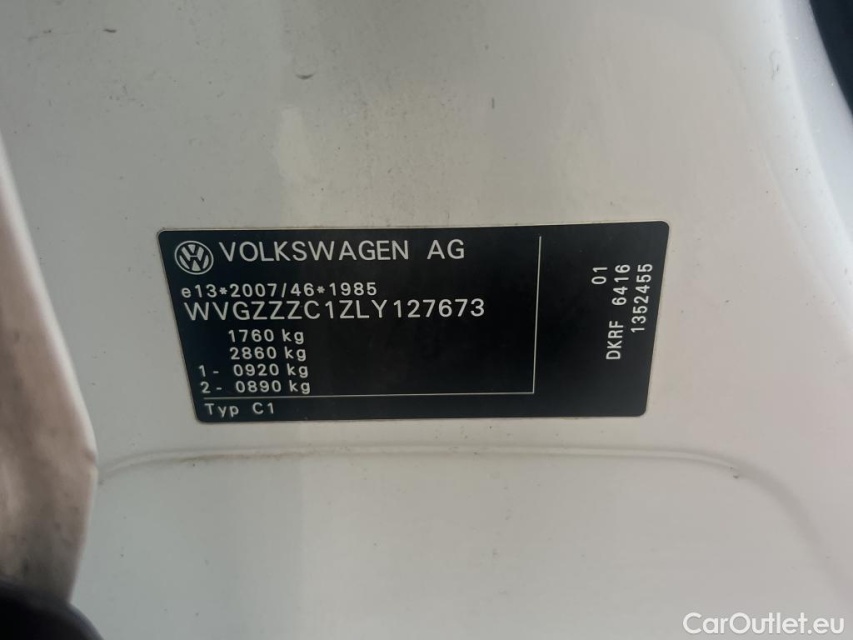 VOLKSWAGEN AG
e13*2007/46*1985
WVGZZZC1ZLY127673
1760 kg
2860 kg
1- 0920 kg
2- 0890 kg
Typ C1
01
DKRF 6416
1352455
CarOutlet.eu